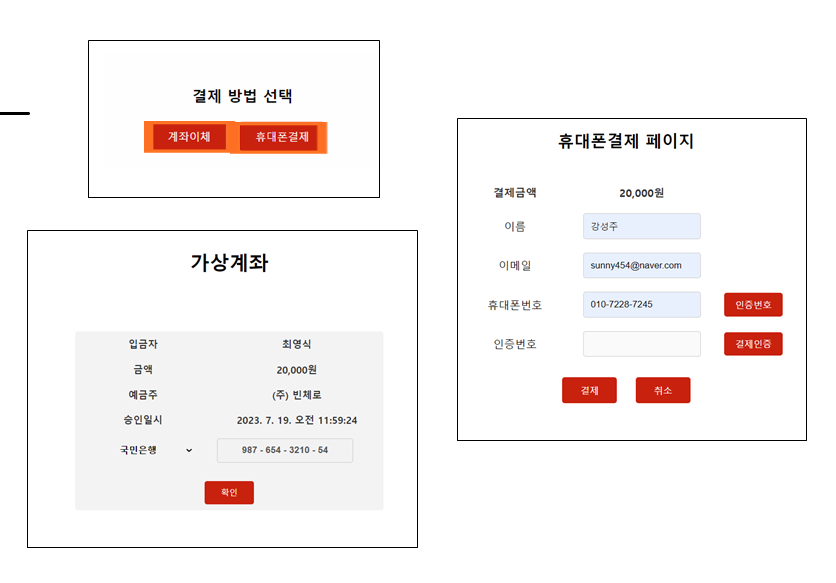 결제 방법 선택
계좌이체 휴대폰결제
가상계좌
입금자 최영식
금액 20,000원
예금주 (주) 빈체로
승인일시 2023. 7. 19. 오전 11:59:24
국민은행 987 - 654 - 3210 - 54
확인
휴대폰결제 페이지
결제금액 20,000원
이름 강성주
이메일 sunny454@naver.com
휴대폰번호 010-7228-7245 인증번호
인증번호 결제인증
결제 취소